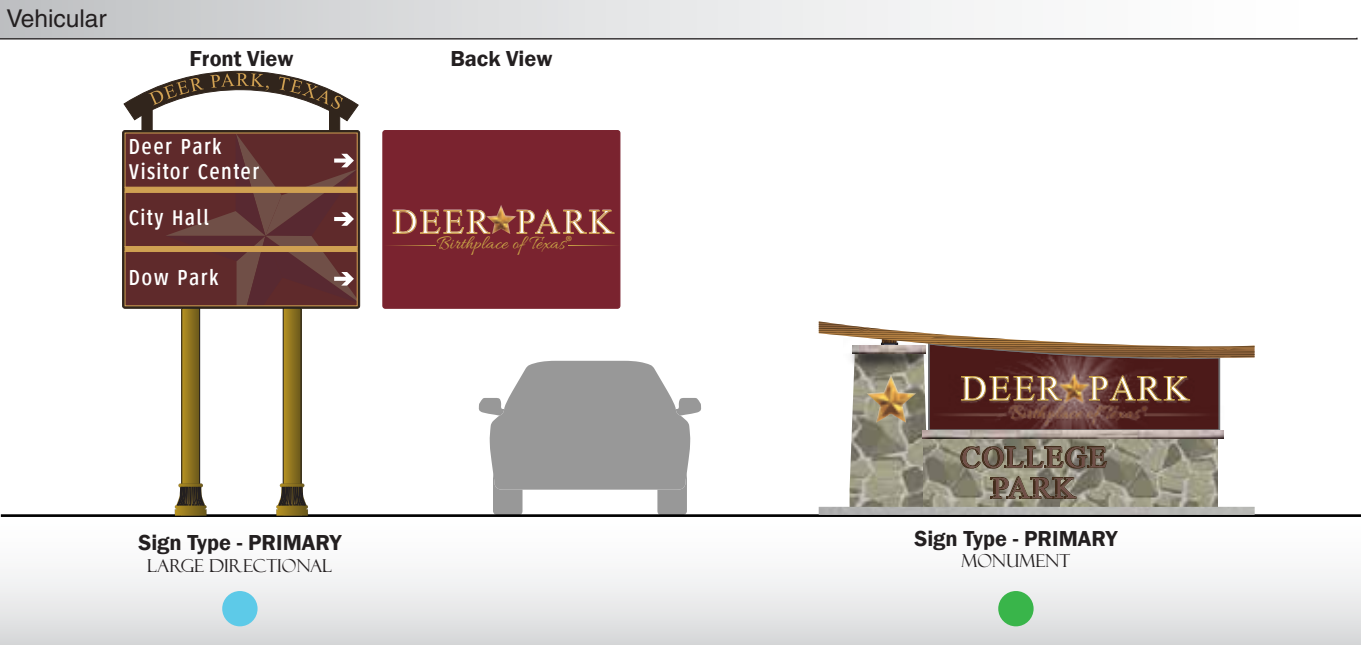 Vehicular
Front View
Back View
DEER PARK, TEXAS
Deer Park
Visitor Center
City Hall
Dow Park
DEER PARK
Birthplace of Texas®
DEER PARK
Birthplace of Texas®
COLLEGE
PARK
Sign Type - PRIMARY
LARGE DIRECTIONAL
Sign Type - PRIMARY
MONUMENT